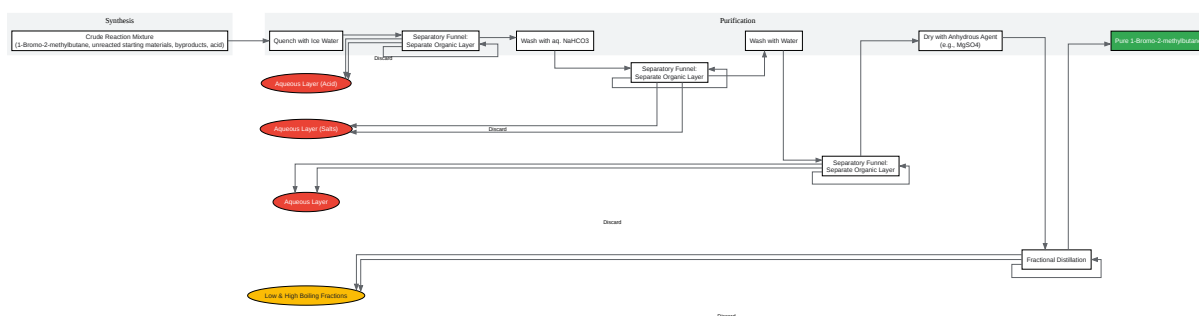 Synthesis
Purification
Crude Reaction Mixture
(1-Bromo-2-methylbutane, unreacted starting materials, byproducts, acid)
Quench with Ice Water
Separatory Funnel:
Separate Organic Layer
Wash with aq. NaHCO3
Wash with Water
Dry with Anhydrous Agent
(e.g., MgSO4)
Pure 1-Bromo-2-methylbutane
Discard
Separatory Funnel:
Separate Organic Layer
Aqueous Layer (Acid)
Aqueous Layer (Salts)
Discard
Separatory Funnel:
Separate Organic Layer
Aqueous Layer
Discard
Fractional Distillation
Low & High Boiling Fractions
Discard